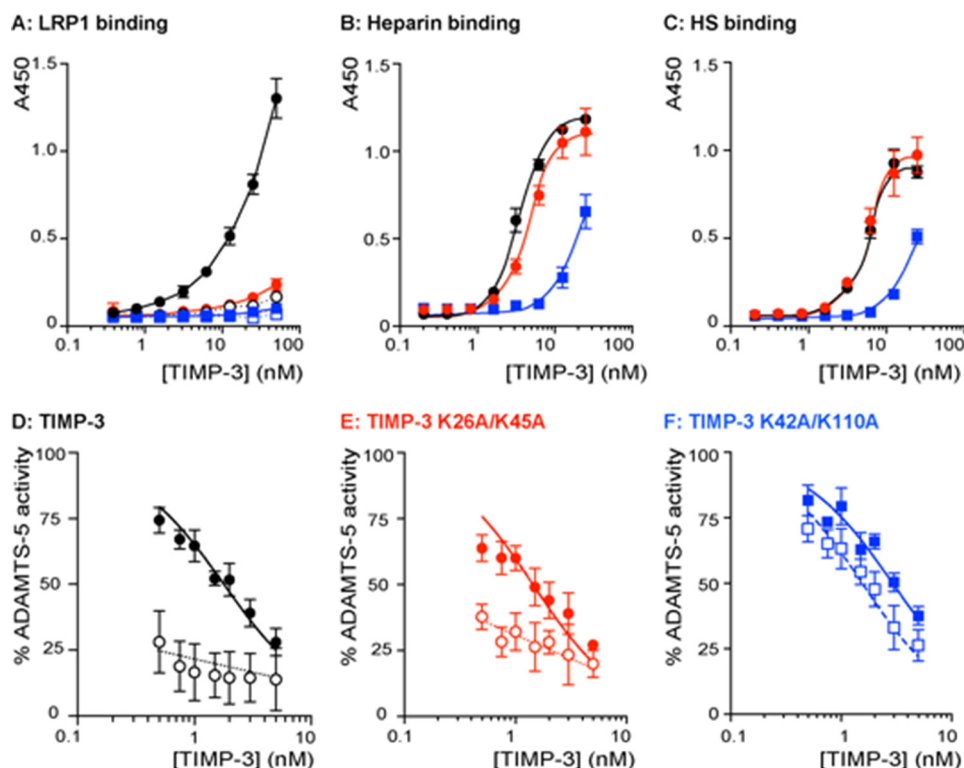 A: LRP1 binding
B: Heparin binding
C: HS binding
A450
1.5
1.0
0.5
0
0.1
1
10
100
[TIMP-3] (nM)
A450
1.5
1.0
0.5
0
0.1
1
10
100
[TIMP-3] (nM)
A450
1.5
1.0
0.5
0
0.1
1
10
100
[TIMP-3] (nM)
D: TIMP-3
E: TIMP-3 K26A/K45A
F: TIMP-3 K42A/K110A
% ADAMTS-5 activity
100
75
50
25
0
0.1
1
10
[TIMP-3] (nM)
% ADAMTS-5 activity
100
75
50
25
0
0.1
1
10
[TIMP-3] (nM)
% ADAMTS-5 activity
100
75
50
25
0
0.1
1
10
[TIMP-3] (nM)